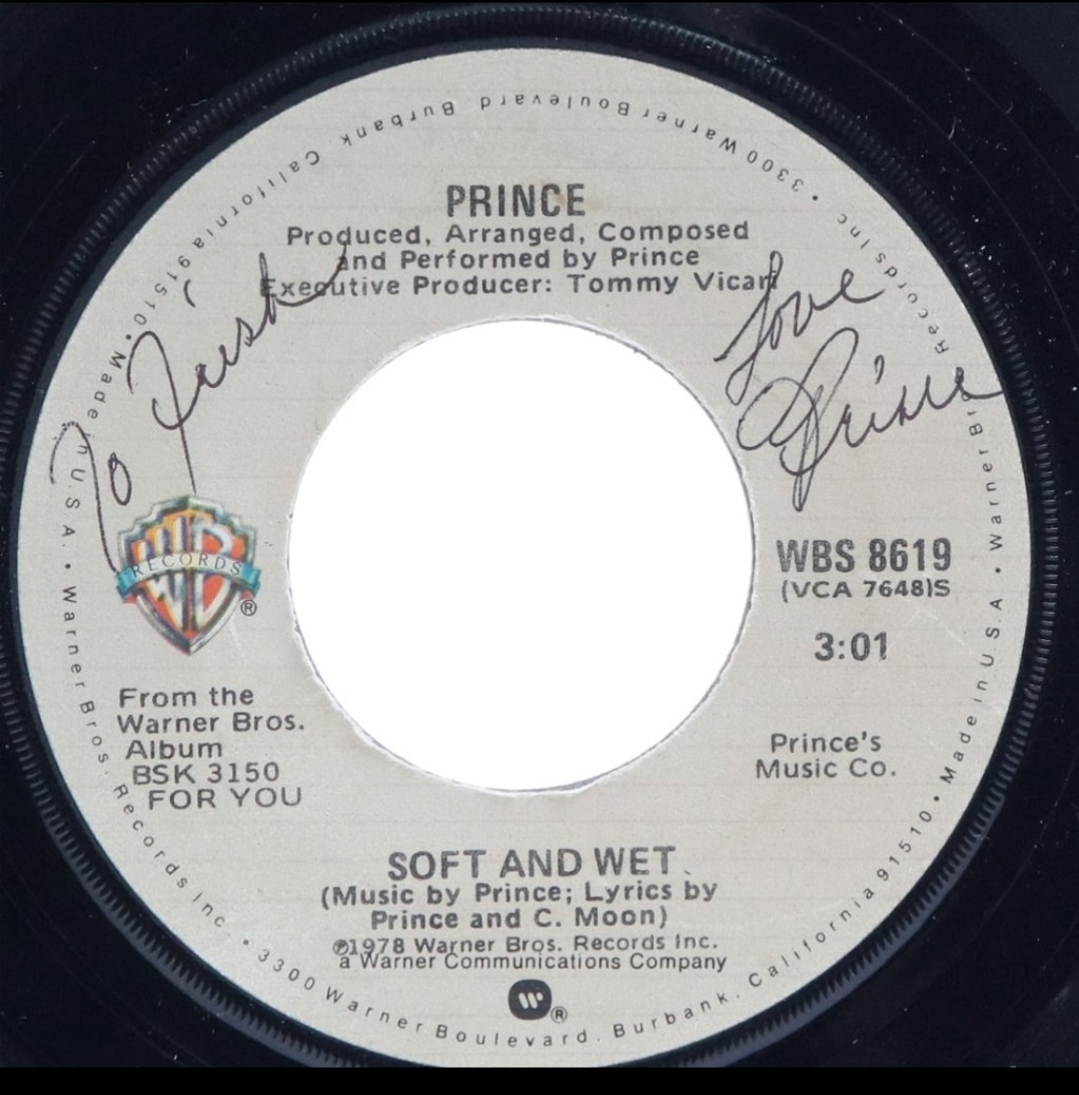 PRINCE
Produced, Arranged, Composed
and Performed by Prince
Executive Producer: Tommy Vicari
To
Love
Prince
WB
RECORDS
®
WBS 8619
(VCA 7648)S
3:01
From the
Warner Bros.
Album
BSK 3150
FOR YOU
Prince's
Music Co.
SOFT AND WET
(Music by Prince; Lyrics by
Prince and C. Moon)
℗1978 Warner Bros. Records Inc.
a Warner Communications Company
W®
Warner Bros. Records Inc. • 3300 Warner Boulevard. Burbank. California 91510 • Made in U.S.A. •
Warner Bros. Records Inc. • 3300 Warner Boulevard. Burbank. California 91510 • Made in U.S.A. •